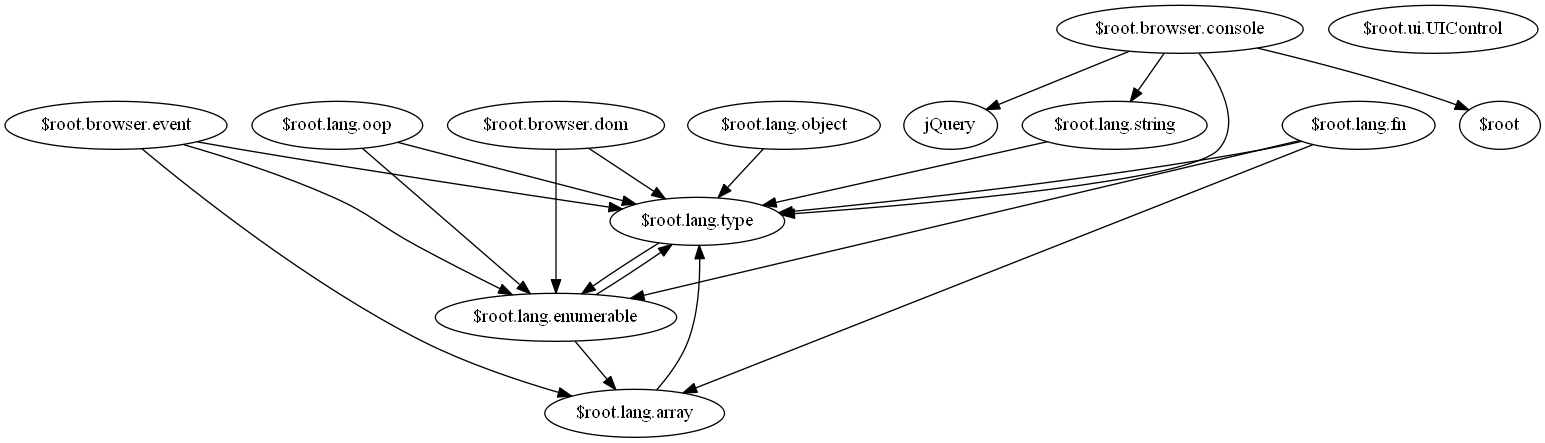 $root.browser.console
$root.ui.UIControl
$root.browser.event
$root.lang.oop
$root.browser.dom
$root.lang.object
jQuery
$root.lang.string
$root.lang.fn
$root
$root.lang.type
$root.lang.enumerable
$root.lang.array